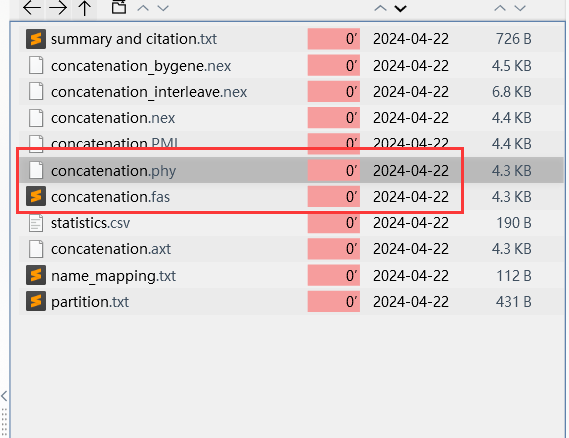 summary and citation.txt 0' 2024-04-22 726 B
concatenation_bygene.nex 0' 2024-04-22 4.5 KB
concatenation_interleave.nex 0' 2024-04-22 6.8 KB
concatenation.nex 0' 2024-04-22 4.4 KB
concatenation.PML 0' 2024-04-22 4.4 KB
concatenation.phy 0' 2024-04-22 4.3 KB
concatenation.fas 0' 2024-04-22 4.3 KB
statistics.csv 0' 2024-04-22 190 B
concatenation.axt 0' 2024-04-22 4.3 KB
name_mapping.txt 0' 2024-04-22 112 B
partition.txt 0' 2024-04-22 431 B